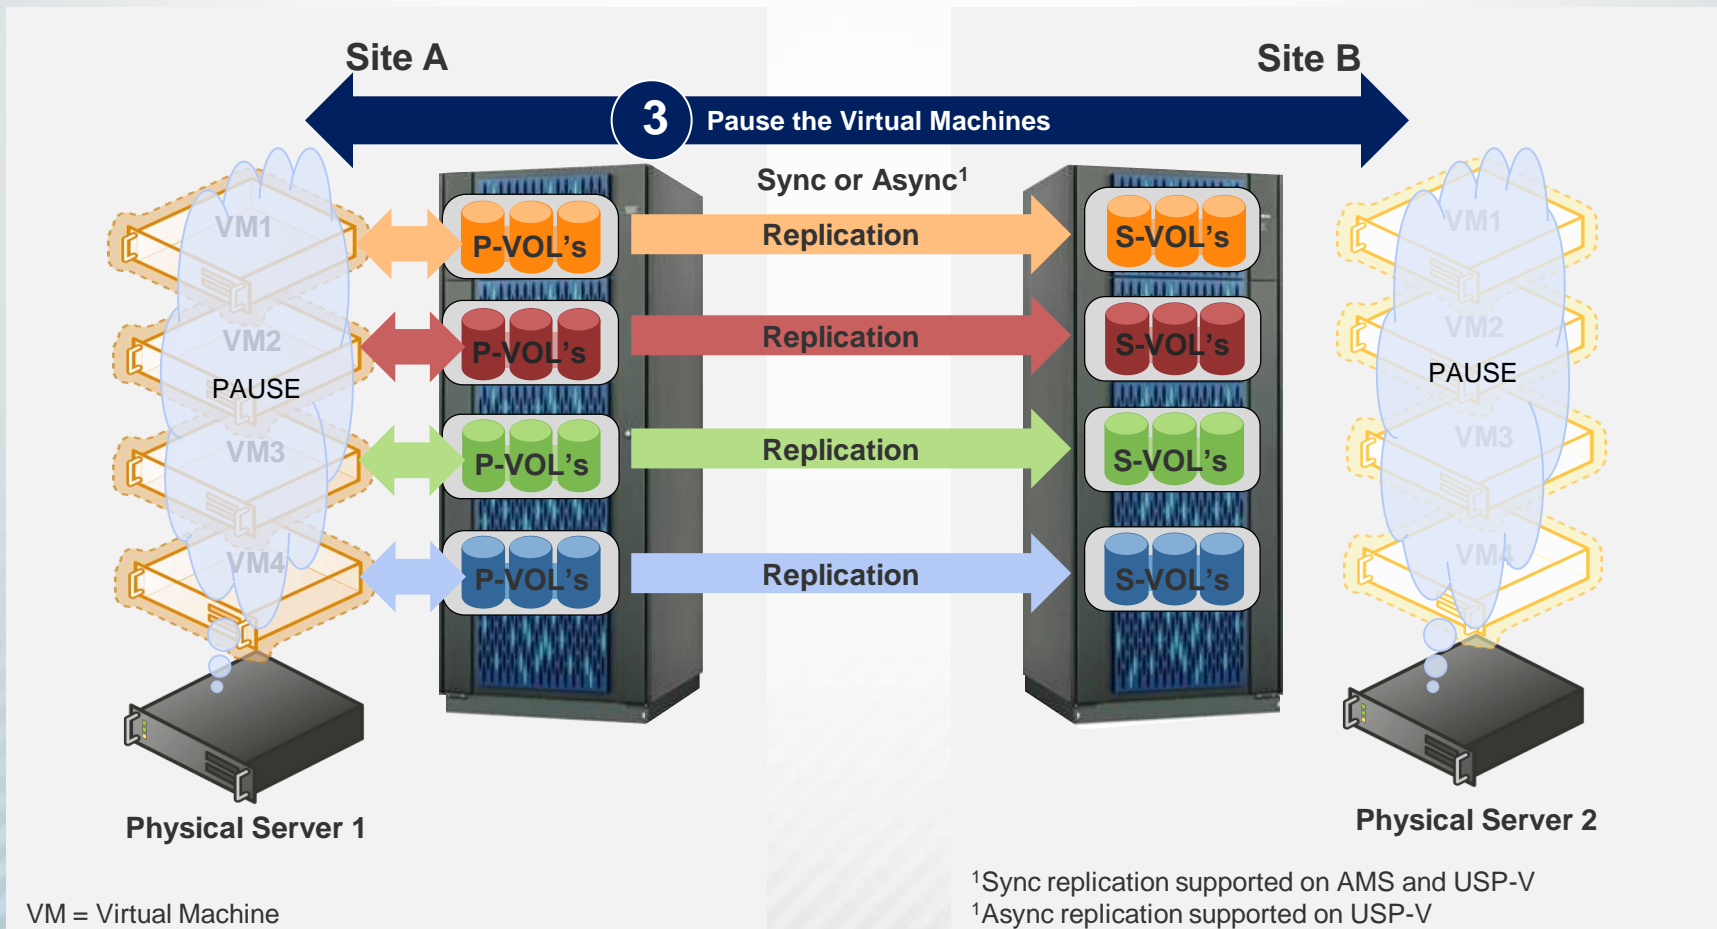 Site A
Site B
3 Pause the Virtual Machines
Sync or Async¹
VM1
P-VOL's
Replication
S-VOL's
VM1
VM2
P-VOL's
Replication
S-VOL's
VM2
PAUSE
PAUSE
VM3
P-VOL's
Replication
S-VOL's
VM3
VM4
P-VOL's
Replication
S-VOL's
VM4
Physical Server 1
Physical Server 2
VM = Virtual Machine
¹Sync replication supported on AMS and USP-V
¹Async replication supported on USP-V